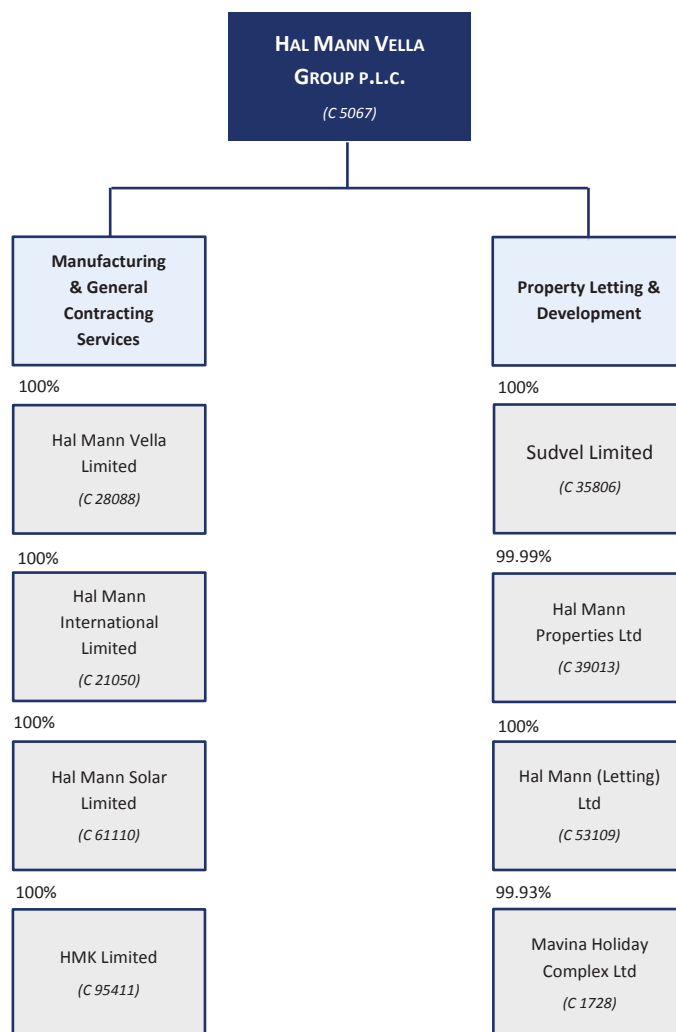 HAL MANN VELLA
GROUP P.L.C.
(C 5067)
Manufacturing
& General
Contracting
Services
100%
Hal Mann Vella
Limited
(C 28088)
100%
Hal Mann
International
Limited
(C 21050)
100%
Hal Mann Solar
Limited
(C 61110)
100%
HMK Limited
(C 95411)
Property Letting &
Development
100%
Sudvel Limited
(C 35806)
99.99%
Hal Mann
Properties Ltd
(C 39013)
100%
Hal Mann (Letting)
Ltd
(C 53109)
99.93%
Mavina Holiday
Complex Ltd
(C 1728)